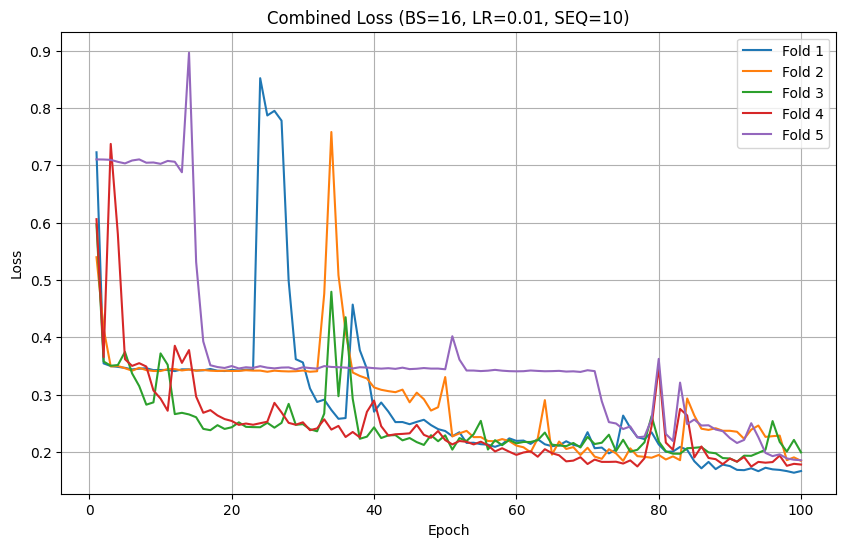 Combined Loss (BS=16, LR=0.01, SEQ=10)
Loss
0.9
0.8
0.7
0.6
0.5
0.4
0.3
0.2
Fold 1
Fold 2
Fold 3
Fold 4
Fold 5
0 20 40 60 80 100
Epoch